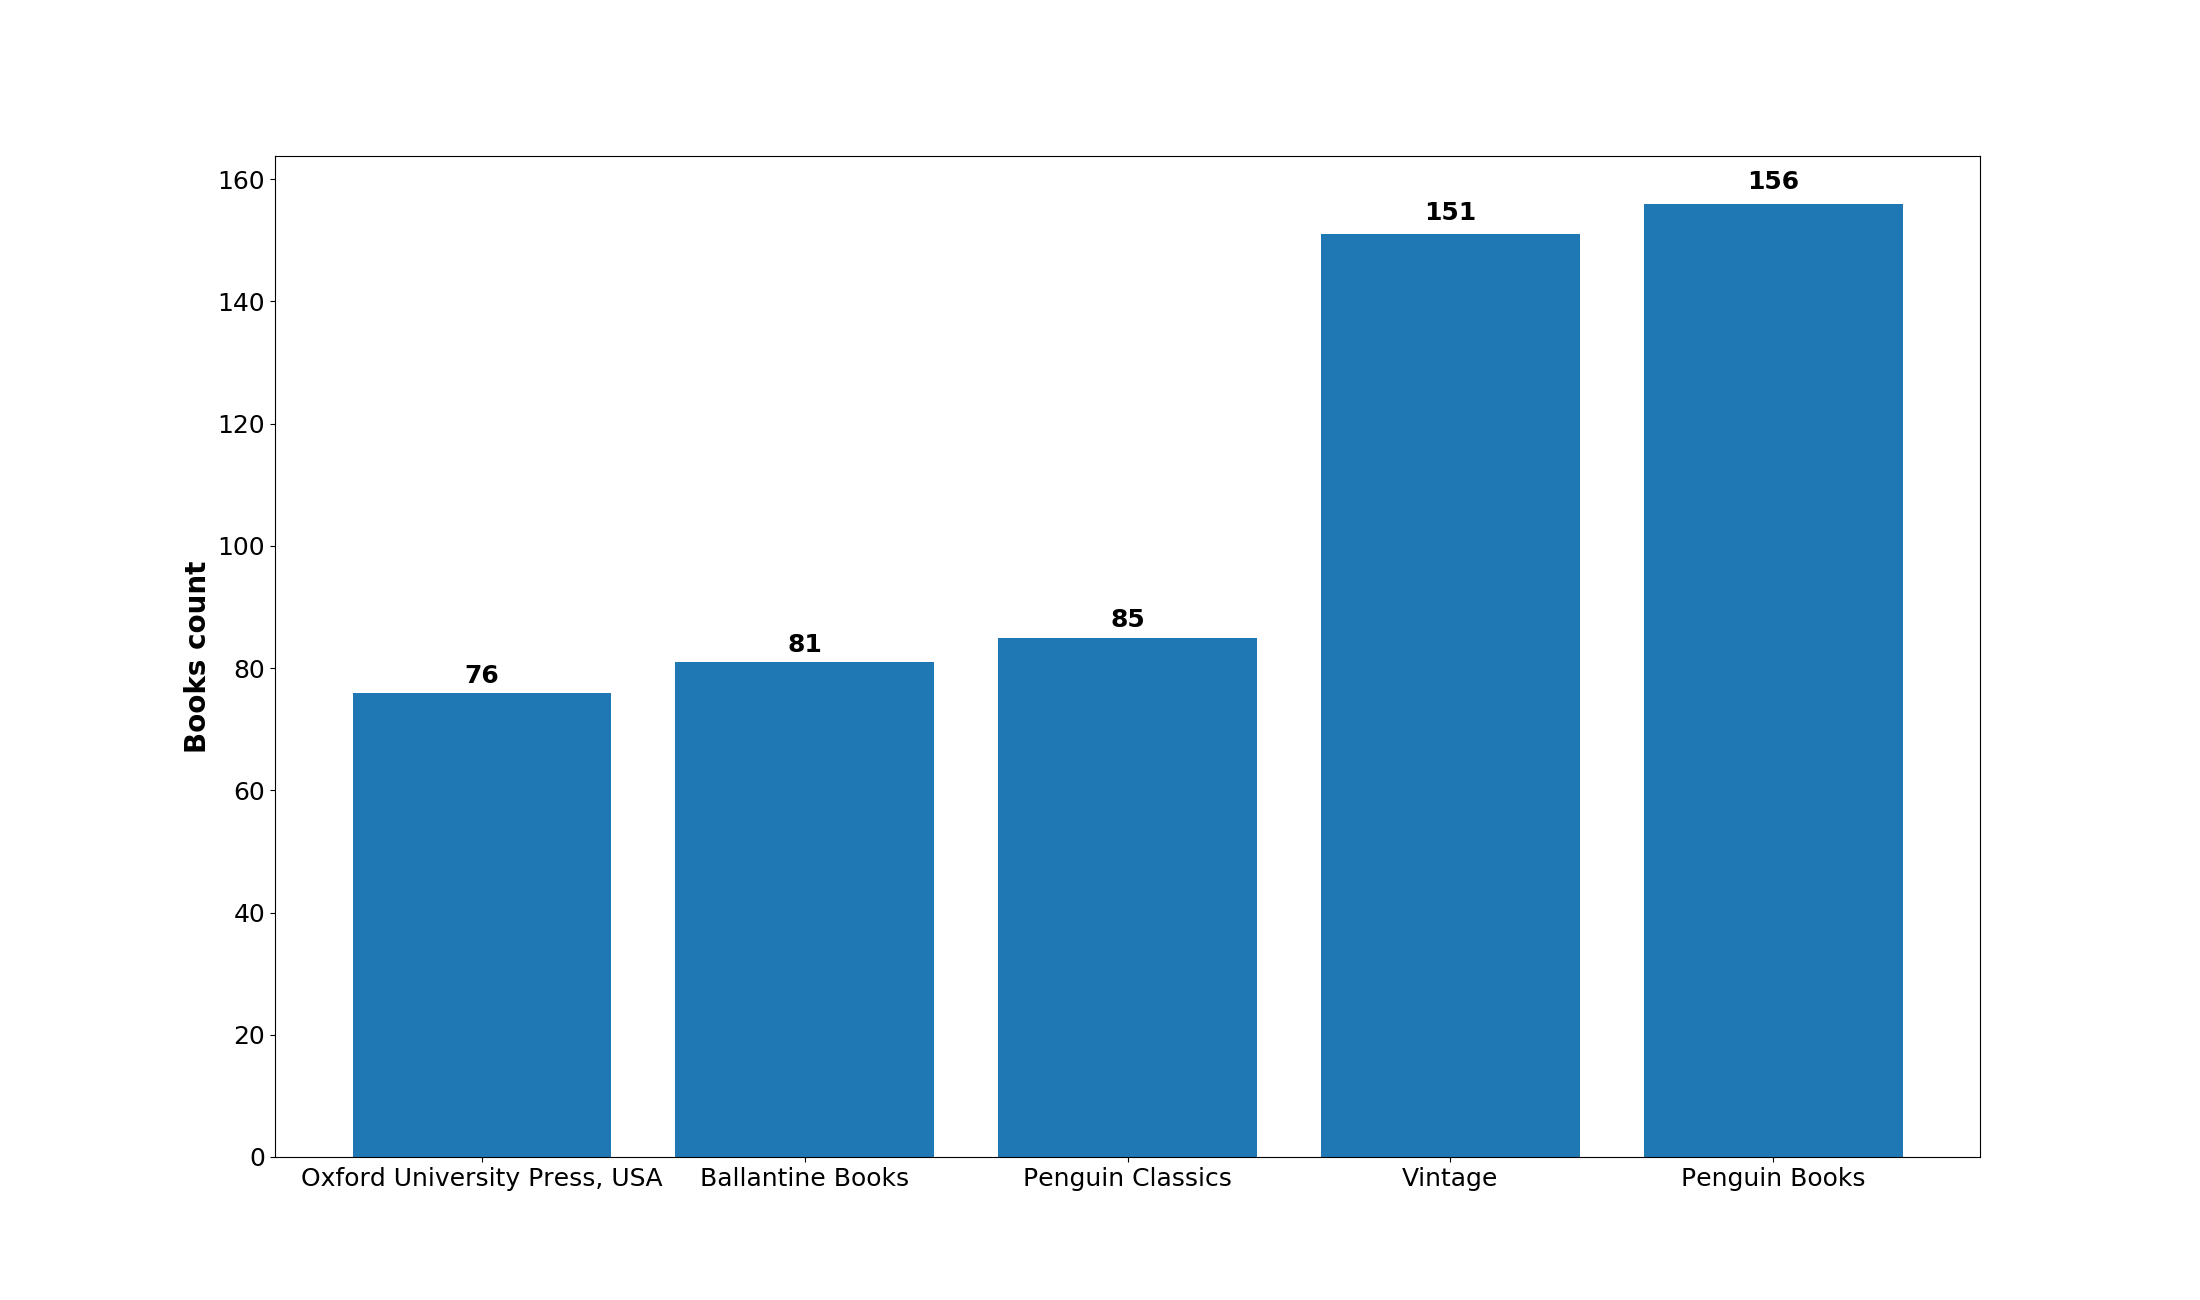 160
140
120
100
80
60
40
20
0
Books count
76
81
85
151
156
Oxford University Press, USA
Ballantine Books
Penguin Classics
Vintage
Penguin Books